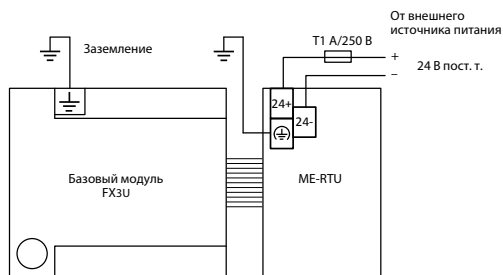 От внешнего
источника питания
Заземление
T1 A/250 В
+
24 В пост. т.
–
24+
24-
Базовый модуль
FX3U
ME-RTU